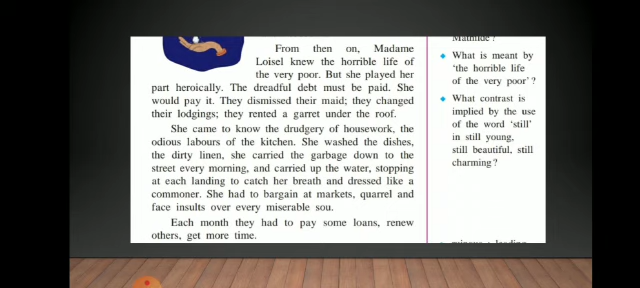 From then on, Madame
Loisel knew the horrible life of
the very poor. But she played her
part heroically. The dreadful debt must be paid. She
would pay it. They dismissed their maid; they changed
their lodgings; they rented a garret under the roof.
She came to know the drudgery of housework, the
odious labours of the kitchen. She washed the dishes,
the dirty linen, she carried the garbage down to the
street every morning, and carried up the water, stopping
at each landing to catch her breath and dressed like a
commoner. She had to bargain at markets, quarrel and
face insults over every miserable sou.
Each month they had to pay some loans, renew
others, get more time.
Mathilde?
What is meant by
'the horrible life
of the very poor'?
What contrast is
implied by the use
of the word 'still'
in still young,
still beautiful, still
charming?